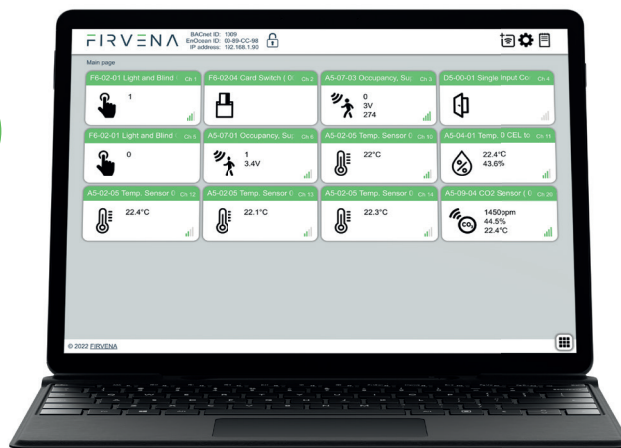 FIRVENA
BACnet ID: 1309
EnOcean ID: 00-89-CC-98
IP address: 192.168.1.90
Main page
F6-02-01 Light and Blind Ch 1
1
F6-02-04 Card Switch ( 0 Ch 2
A5-07-03 Occupancy, Su Ch 3
0
3V
274
D5-00-01 Single Input Co Ch 4
F6-02-01 Light and Blind Ch 5
0
A5-07-01 Occupancy, Su Ch 6
1
3.4V
A5-02-05 Temp. Sensor 0 Ch 10
22°C
A5-04-01 Temp. 0 CEL to Ch 11
22.4°C
43.6%
A5-02-05 Temp. Sensor 0 Ch 12
22.4°C
A5-02-05 Temp. Sensor 0 Ch 13
22.1°C
A5-02-05 Temp. Sensor 0 Ch 14
22.3°C
A5-09-04 CO2 Sensor ( 0 Ch 20
CO₂
1450ppm
44.5%
22.4°C
© 2022 FIRVENA